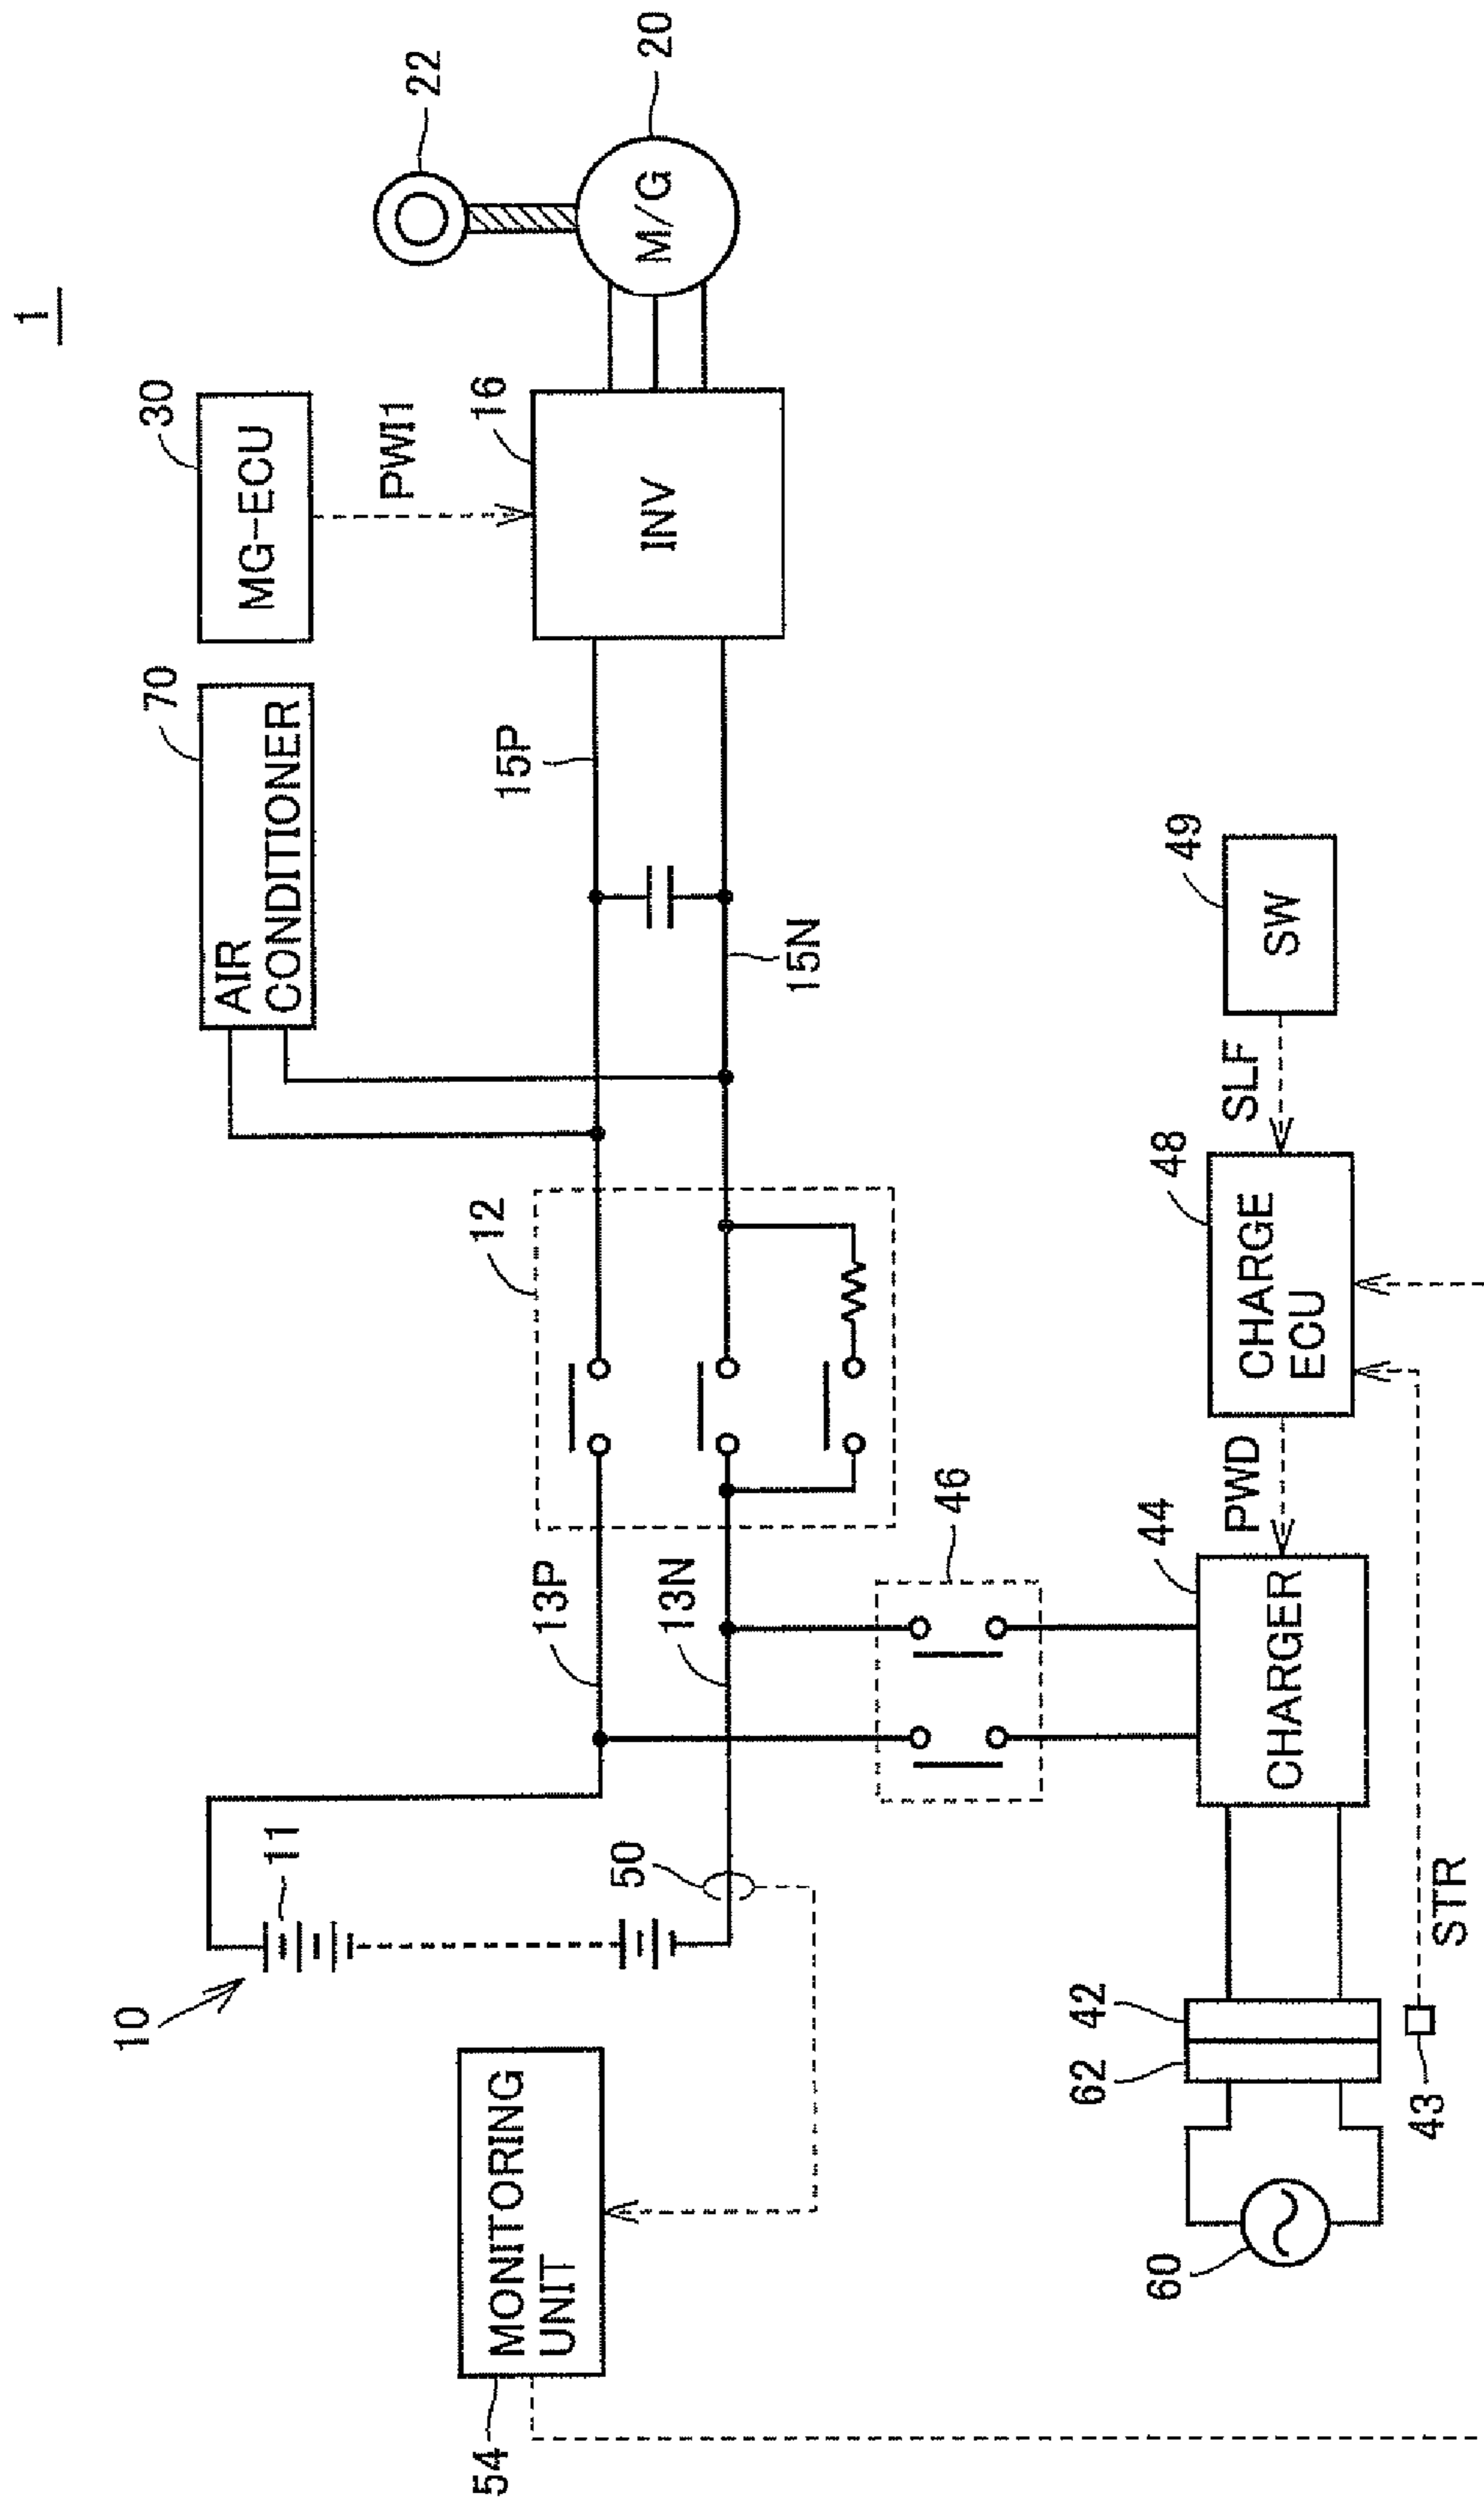 1
10
11
54
MONITORING
UNIT
50
13P
13N
12
46
AIR
CONDITIONER
70
15P
15N
MG-ECU
30
PWI1
INV
16
22
M/G
20
60
62
42
43
STR
CHARGER
44
PWD
CHARGE
ECU
48
SLF
SW
49